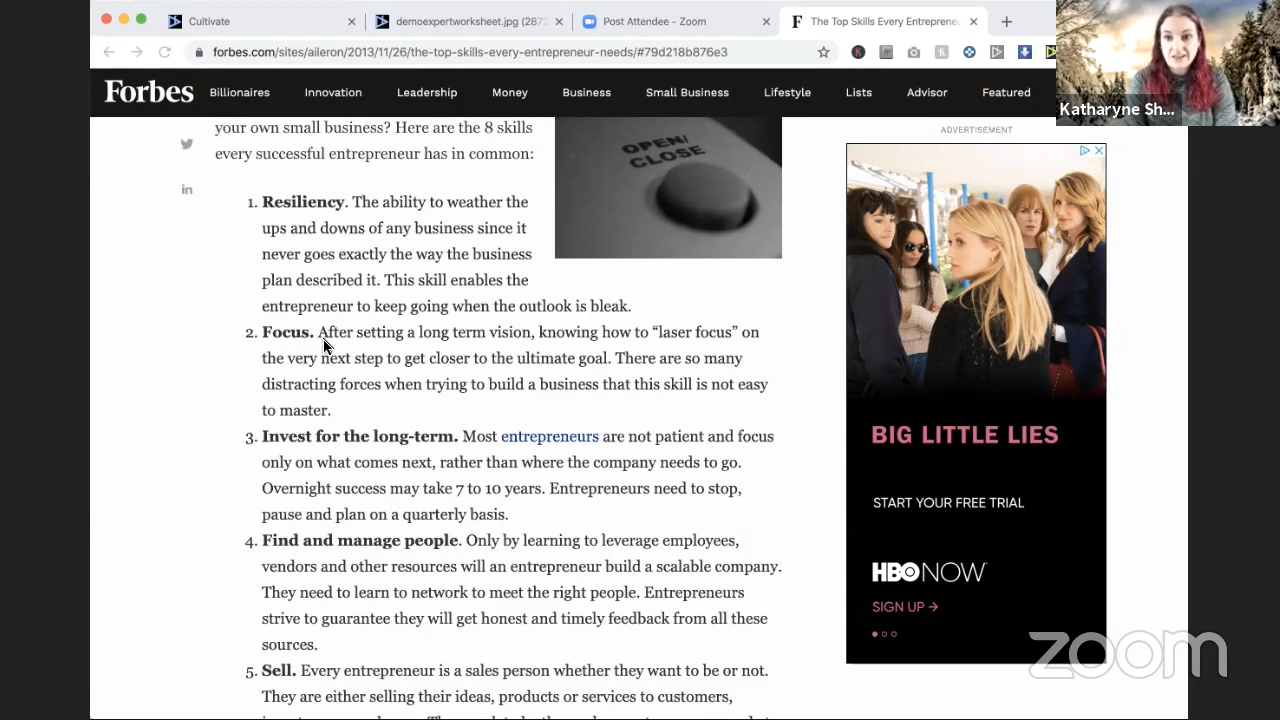 Cultivate
demoexpertworksheet.jpg (287
Post Attendee - Zoom
The Top Skills Every Entreprene
forbes.com/sites/aileron/2013/11/26/the-top-skills-every-entrepreneur-needs/#79d218b876e3
Katharyne Sh...
Forbes
Billionaires
Innovation
Leadership
Money
Business
Small Business
Lifestyle
Lists
Advisor
Featured
your own small business? Here are the 8 skills
every successful entrepreneur has in common:
OPEN/
CLOSE
1. Resiliency. The ability to weather the
ups and downs of any business since it
never goes exactly the way the business
plan described it. This skill enables the
entrepreneur to keep going when the outlook is bleak.
2. Focus. After setting a long term vision, knowing how to “laser focus” on
the very next step to get closer to the ultimate goal. There are so many
distracting forces when trying to build a business that this skill is not easy
to master.
3. Invest for the long-term. Most entrepreneurs are not patient and focus
only on what comes next, rather than where the company needs to go.
Overnight success may take 7 to 10 years. Entrepreneurs need to stop,
pause and plan on a quarterly basis.
4. Find and manage people. Only by learning to leverage employees,
vendors and other resources will an entrepreneur build a scalable company.
They need to learn to network to meet the right people. Entrepreneurs
strive to guarantee they will get honest and timely feedback from all these
sources.
5. Sell. Every entrepreneur is a sales person whether they want to be or not.
They are either selling their ideas, products or services to customers,
ADVERTISEMENT
BIG LITTLE LIES
START YOUR FREE TRIAL
HBO NOW
SIGN UP →
zoom